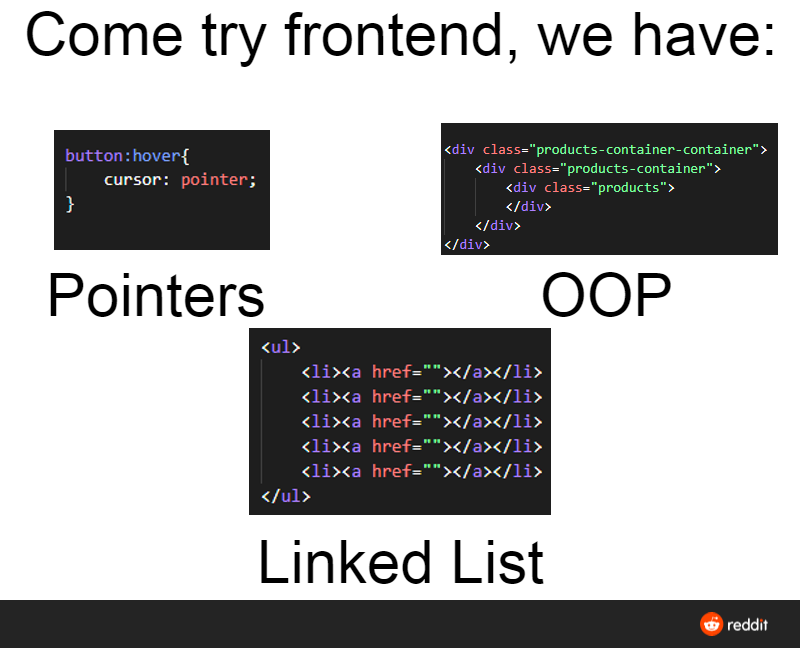 Come try frontend, we have:
button:hover{
    cursor: pointer;
}
Pointers
<div class="products-container-container">
    <div class="products-container">
        <div class="products">
        </div>
    </div>
</div>
OOP
<ul>
    <li><a href=""></a></li>
    <li><a href=""></a></li>
    <li><a href=""></a></li>
    <li><a href=""></a></li>
    <li><a href=""></a></li>
</ul>
Linked List
reddit